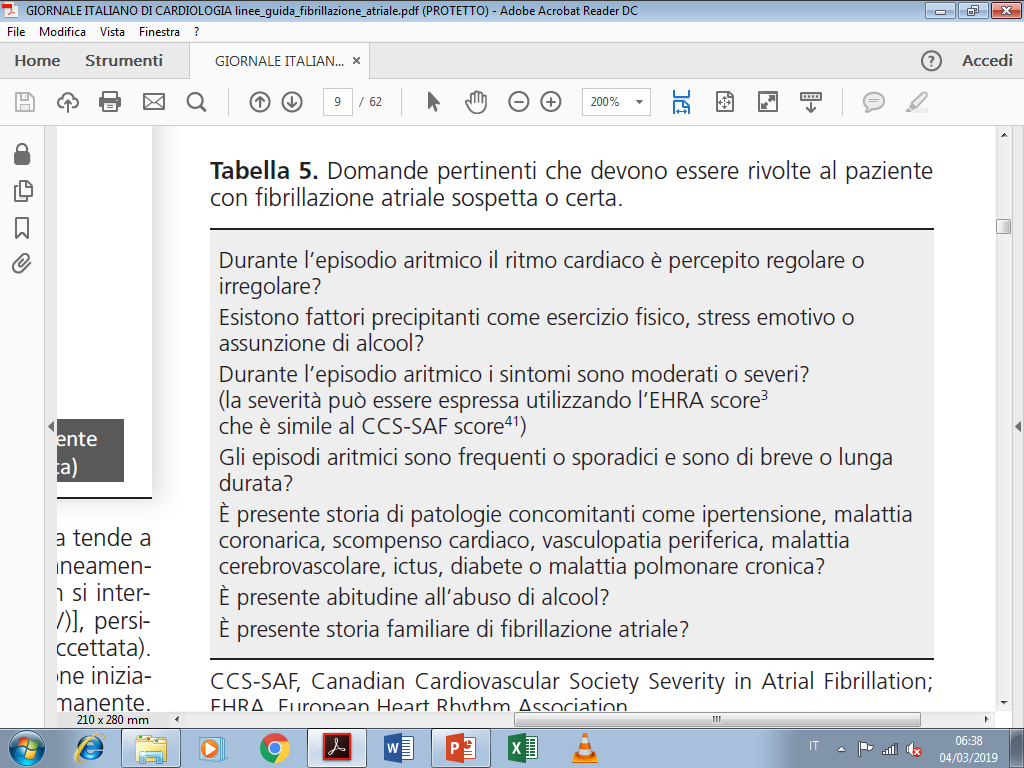 GIORNALE ITALIANO DI CARDIOLOGIA linee_guida_fibrillazione_atriale.pdf (PROTETTO) - Adobe Acrobat Reader DC
File Modifica Vista Finestra ?
Home Strumenti GIORNALE ITALIAN... × ? Accedi
9 / 62 200%
Tabella 5. Domande pertinenti che devono essere rivolte al paziente
con fibrillazione atriale sospetta o certa.
Durante l'episodio aritmico il ritmo cardiaco è percepito regolare o
irregolare?
Esistono fattori precipitanti come esercizio fisico, stress emotivo o
assunzione di alcool?
Durante l'episodio aritmico i sintomi sono moderati o severi?
(la severità può essere espressa utilizzando l'EHRA score3
che è simile al CCS-SAF score41)
Gli episodi aritmici sono frequenti o sporadici e sono di breve o lunga
durata?
È presente storia di patologie concomitanti come ipertensione, malattia
coronarica, scompenso cardiaco, vasculopatia periferica, malattia
cerebrovascolare, ictus, diabete o malattia polmonare cronica?
È presente abitudine all'abuso di alcool?
È presente storia familiare di fibrillazione atriale?
CCS-SAF, Canadian Cardiovascular Society Severity in Atrial Fibrillation;
EHRA, European Heart Rhythm Association
ente
ta)
a tende a
aneamen-
n si inter-
/)], persi-
ccettata).
one inizia-
manente.
210 x 280 mm
IT
06:38
04/03/2019